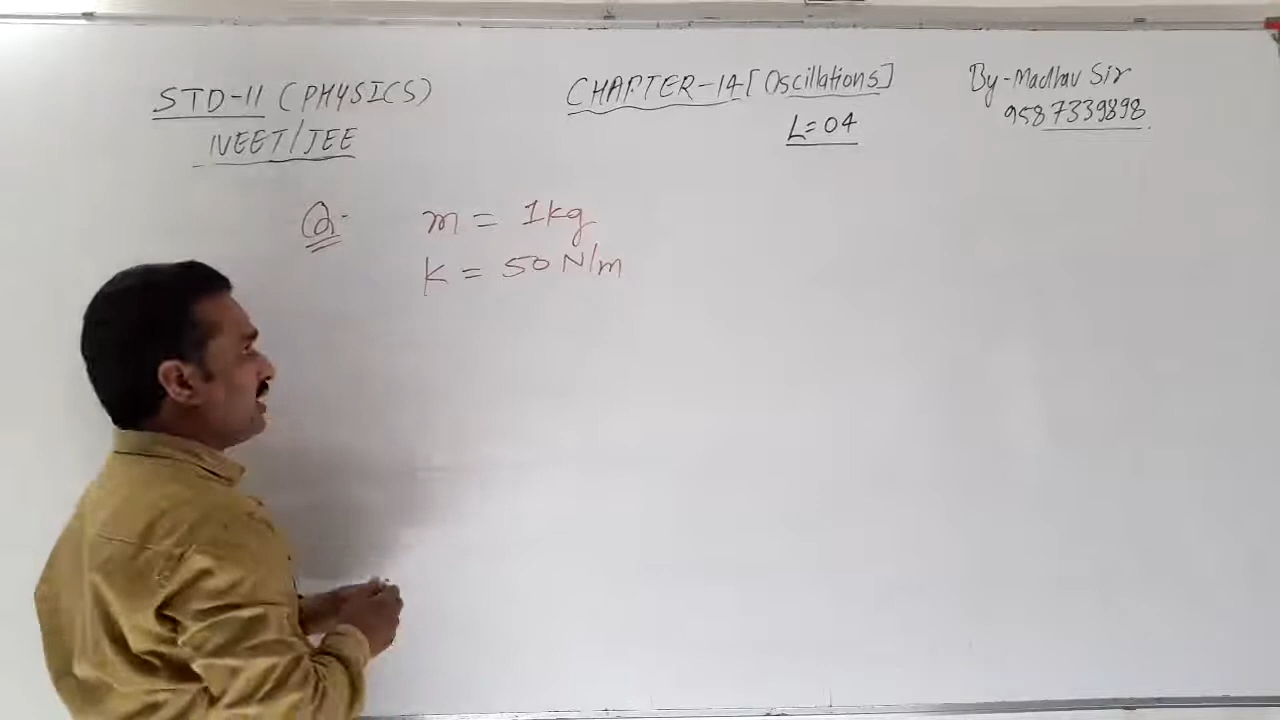 STD-11 (PHYSICS)
NEET/JEE
CHAPTER-14 [Oscillations]
L=04
By-Madhav Sir
9587339898
Q. m = 1kg
k = 50 N/m